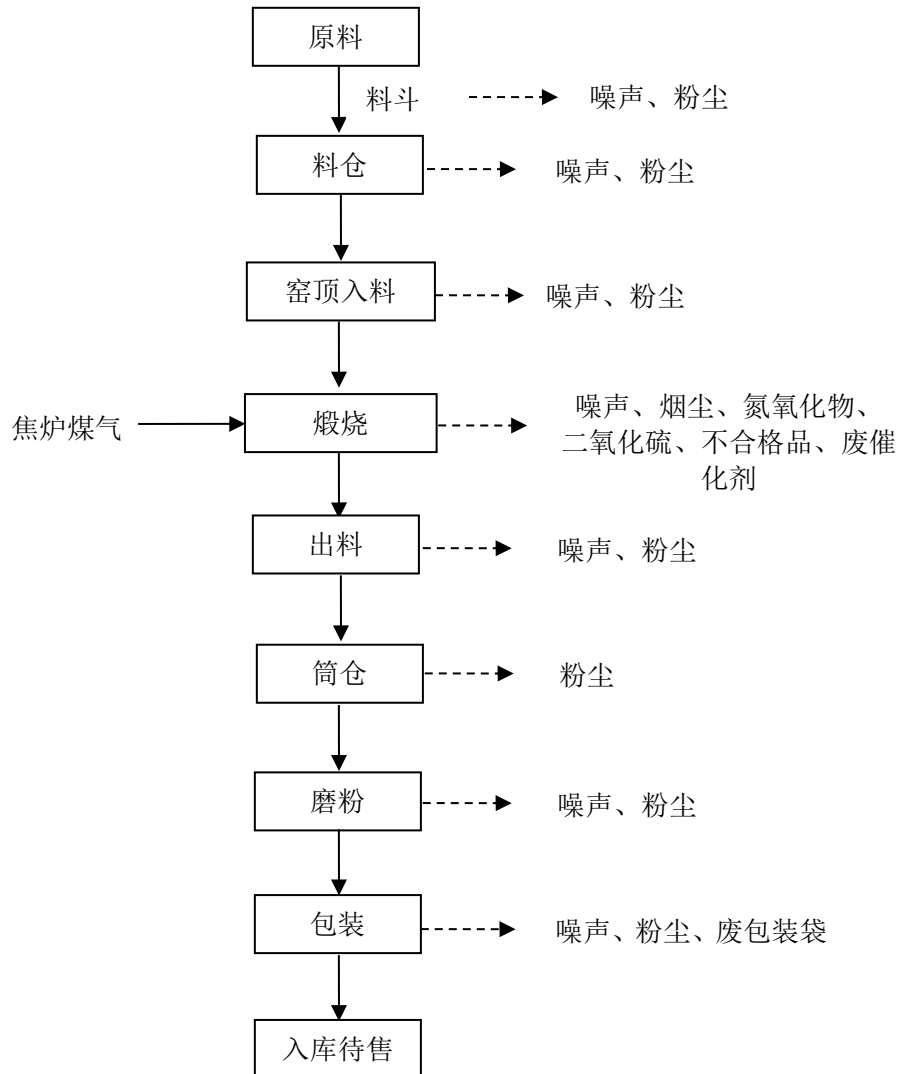 原料
料斗
噪声、粉尘
料仓
噪声、粉尘
窑顶入料
噪声、粉尘
焦炉煤气
煅烧
噪声、烟尘、氮氧化物、
二氧化硫、不合格品、废催
化剂
出料
噪声、粉尘
筒仓
粉尘
磨粉
噪声、粉尘
包装
噪声、粉尘、废包装袋
入库待售